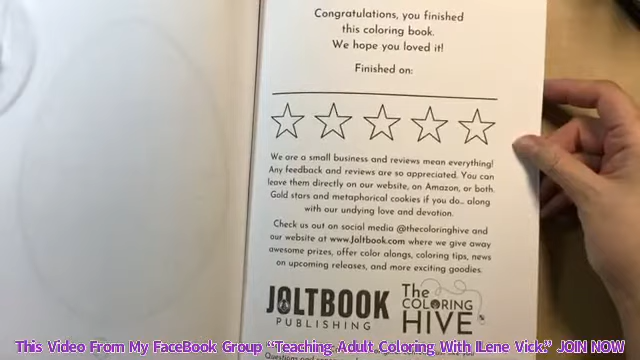 Congratulations, you finished
this coloring book.
We hope you loved it!
Finished on:
We are a small business and reviews mean everything!
Any feedback and reviews are so appreciated. You can
leave them directly on our website, on Amazon, or both.
Gold stars and metaphorical cookies if you do... along
with our undying love and devotion.
Check us out on social media @thecoloringhive and
our website at www.Joltbook.com where we give away
awesome prizes, offer color alongs, coloring tips, news
on upcoming releases, and more exciting goodies.
JOLTBOOK
PUBLISHING
The
COLORING
HIVE
This Video From My FaceBook Group "Teaching Adult Coloring With ILene Vick." JOIN NOW